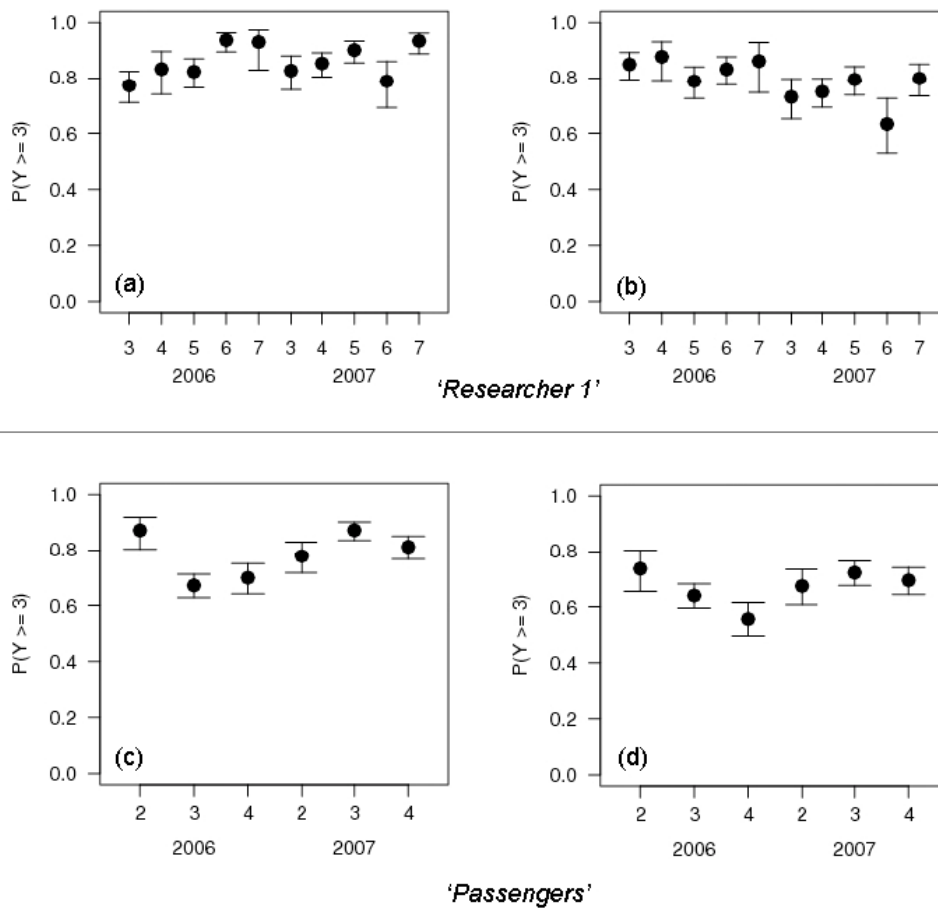 1.0 1.0
0.8 0.8
0.6 0.6
0.4 0.4
0.2 0.2
0.0 0.0
P(Y >= 3) P(Y >= 3)
(a) (b)
3 4 5 6 7 3 4 5 6 7 3 4 5 6 7 3 4 5 6 7
2006 2007 2006 2007
'Researcher 1'
1.0 1.0
0.8 0.8
0.6 0.6
0.4 0.4
0.2 0.2
0.0 0.0
P(Y >= 3) P(Y >= 3)
(c) (d)
2 3 4 2 3 4 2 3 4 2 3 4
2006 2007 2006 2007
'Passengers'